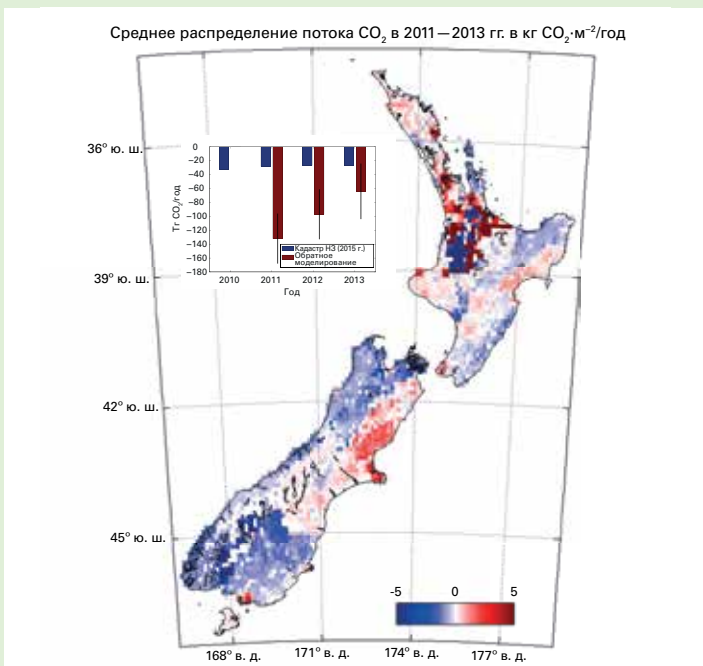 Среднее распределение потока CO₂ в 2011—2013 гг. в кг CO₂·м⁻²/год
36° ю. ш.
39° ю. ш.
42° ю. ш.
45° ю. ш.
Тг CO₂/год
0
−20
−40
−60
−80
−100
−120
−140
−160
−180
Кадастр НЗ (2015 г.)
Обратное
моделирование
2010 2011 2012 2013
Год
-5 0 5
168° в. д. 171° в. д. 174° в. д. 177° в. д.